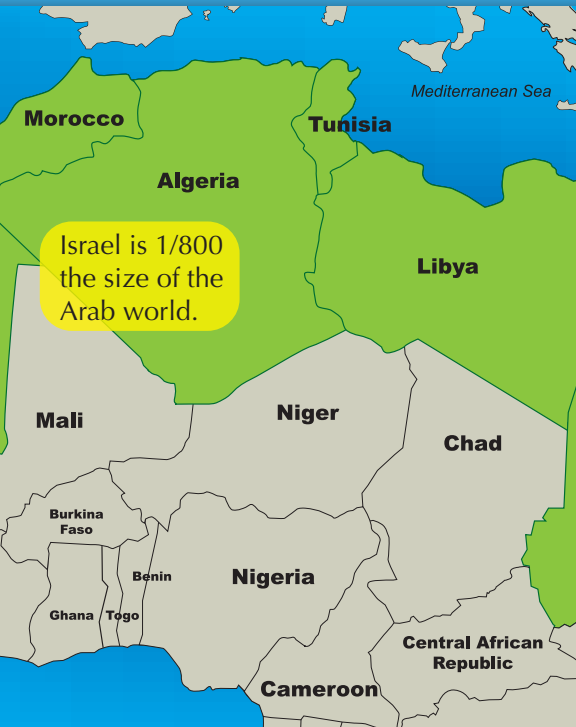 Mediterranean Sea
Morocco
Tunisia
Algeria
Israel is 1/800
the size of the
Arab world.
Libya
Mali
Niger
Chad
Burkina
Faso
Benin
Nigeria
Ghana
Togo
Central African
Republic
Cameroon